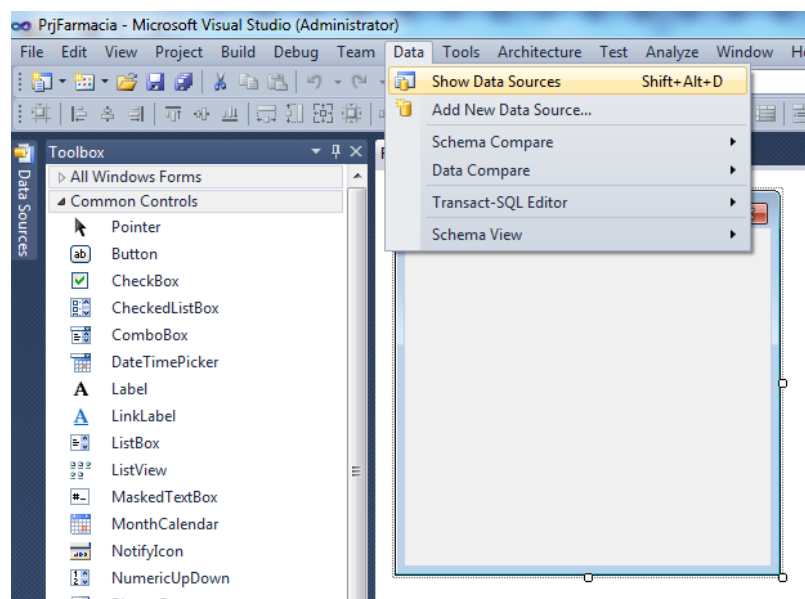 PrjFarmacia - Microsoft Visual Studio (Administrator)
File Edit View Project Build Debug Team Data Tools Architecture Test Analyze Window
Show Data Sources Shift+Alt+D
Add New Data Source...
Schema Compare
Data Compare
Transact-SQL Editor
Schema View
Data Sources
Toolbox
All Windows Forms
Common Controls
Pointer
ab Button
CheckBox
CheckedListBox
ComboBox
DateTimePicker
A Label
A LinkLabel
ListBox
ListView
MaskedTextBox
MonthCalendar
NotifyIcon
NumericUpDown